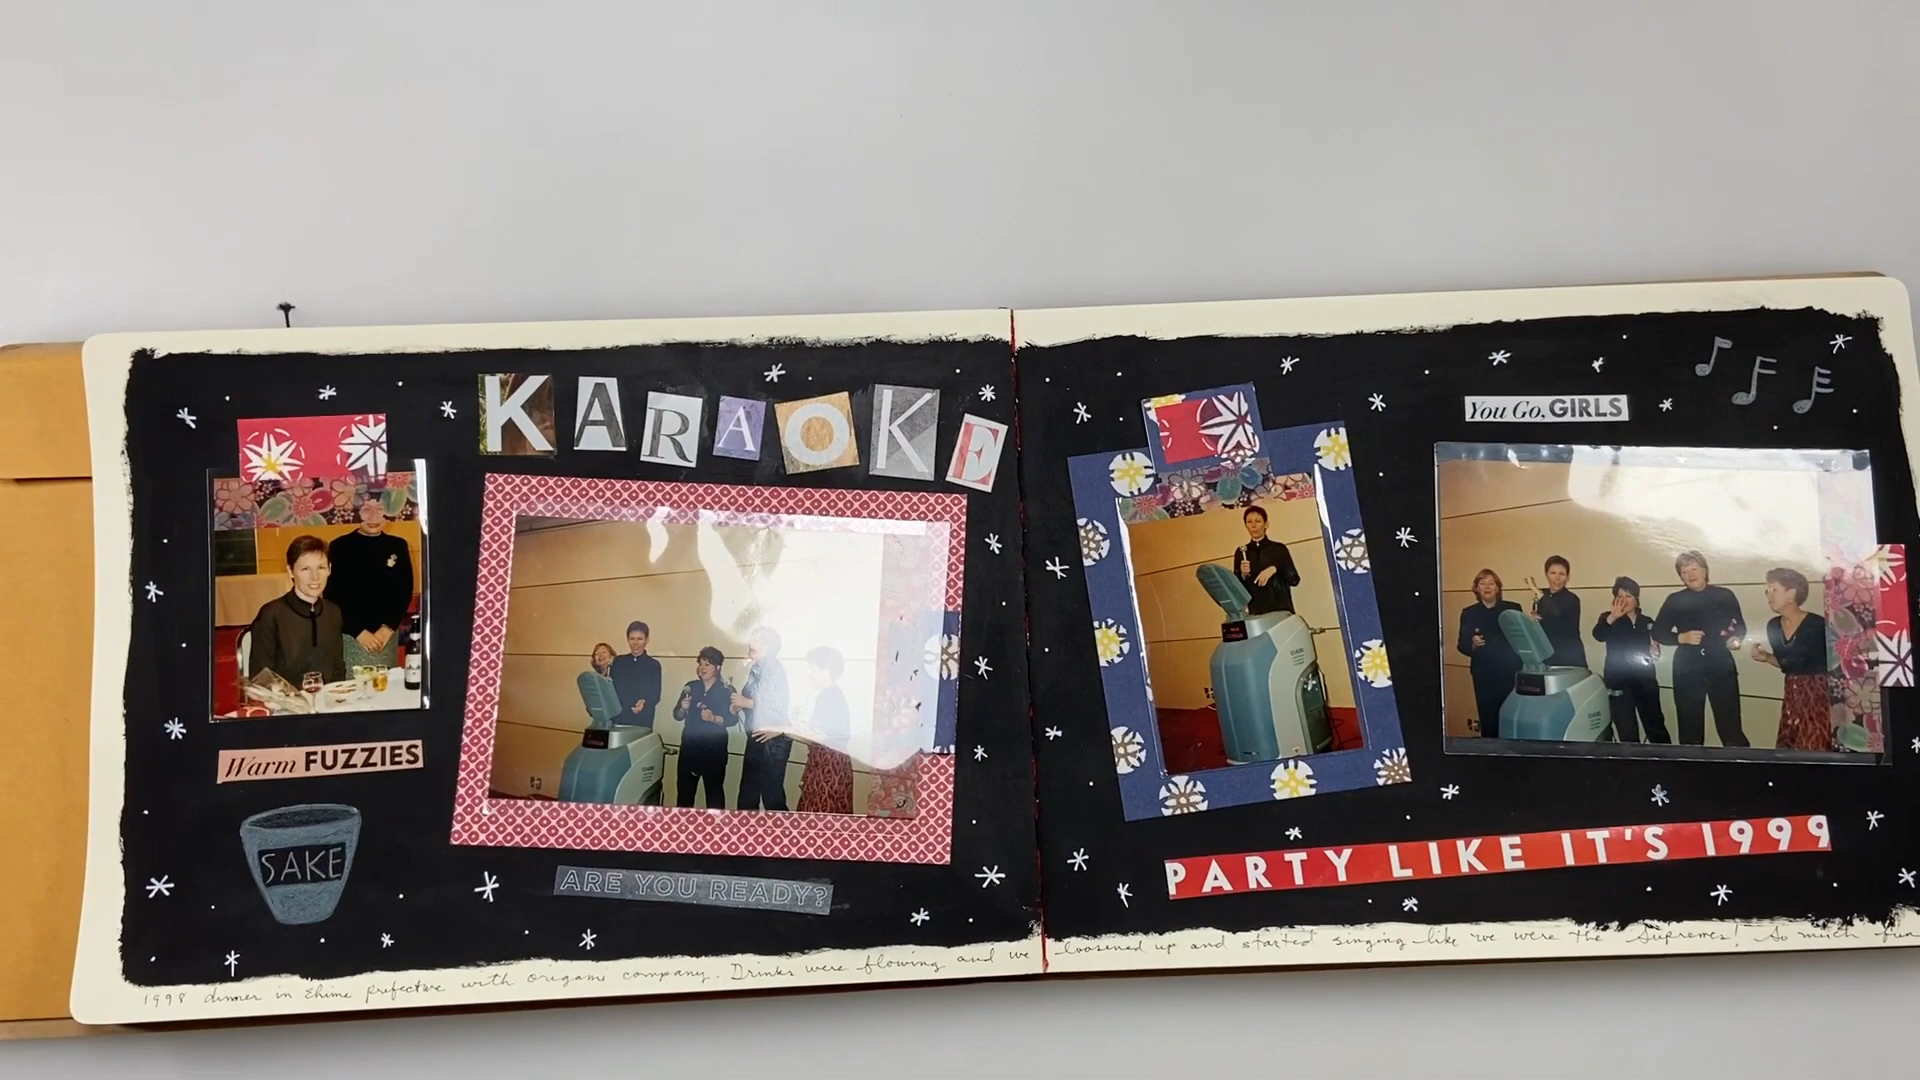 KARAOKE
Warm FUZZIES
SAKE
ARE YOU READY?
You Go, GIRLS
PARTY LIKE IT'S 1999
1998 dinner in Ehime prefecture with origami company. Drinks were flowing and we loosened up and started singing like we were the Supremes! So much fun